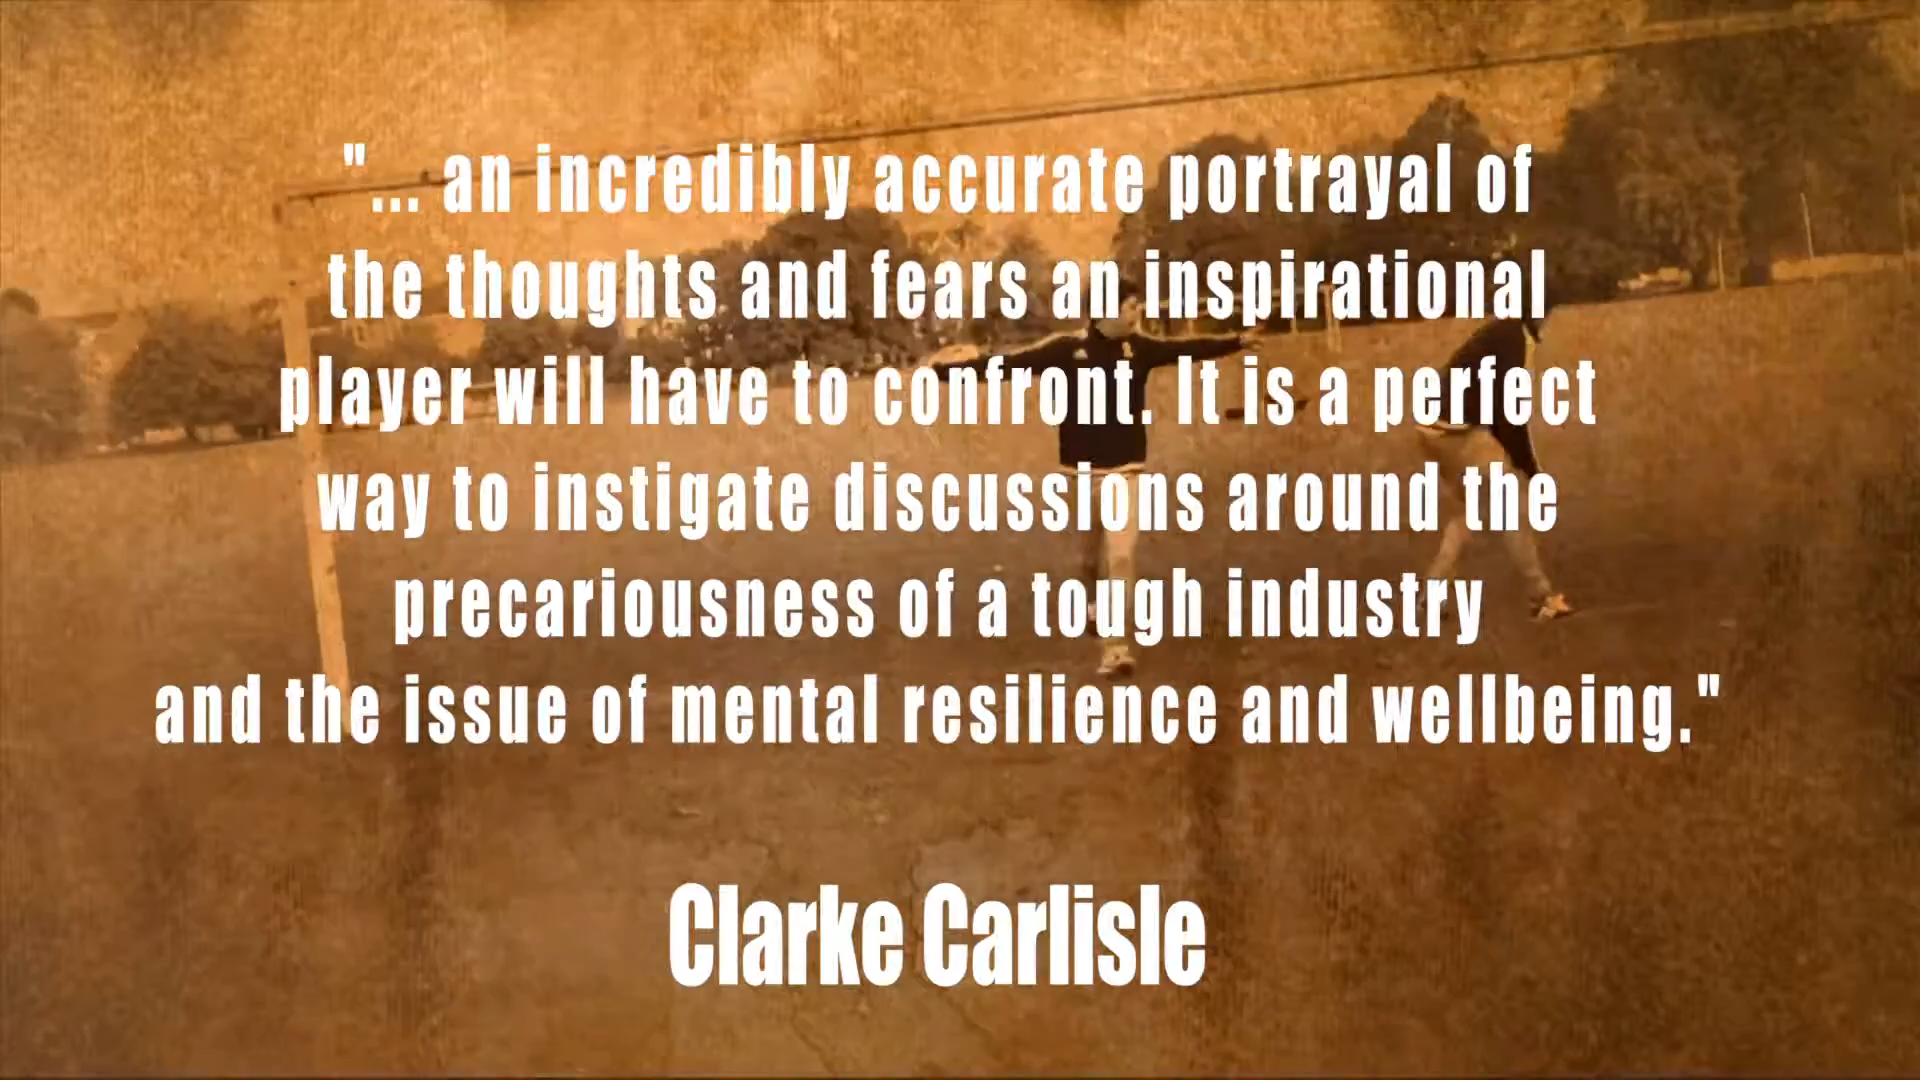 "... an incredibly accurate portrayal of
the thoughts and fears an inspirational
player will have to confront. It is a perfect
way to instigate discussions around the
precariousness of a tough industry
and the issue of mental resilience and wellbeing."
Clarke Carlisle